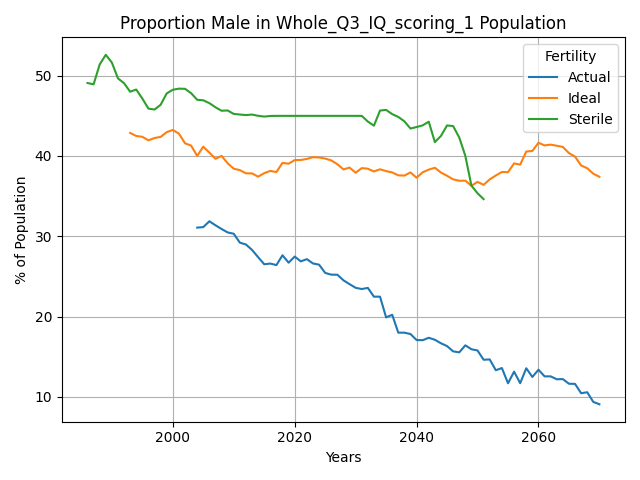 Proportion Male in Whole_Q3_IQ_scoring_1 Population
Fertility
Actual
Ideal
Sterile
% of Population
50
40
30
20
10
2000 2020 2040 2060
Years